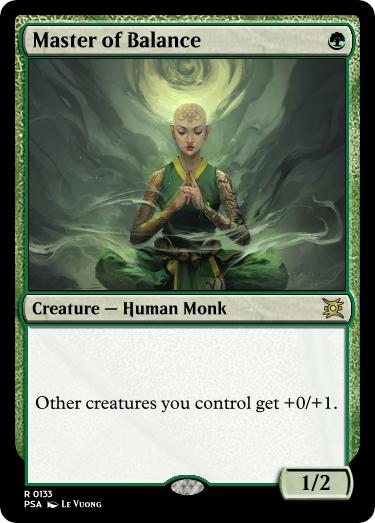 Master of Balance
Creature — Human Monk
Other creatures you control get +0/+1.
1/2
R 0133
PSA Le Vuong